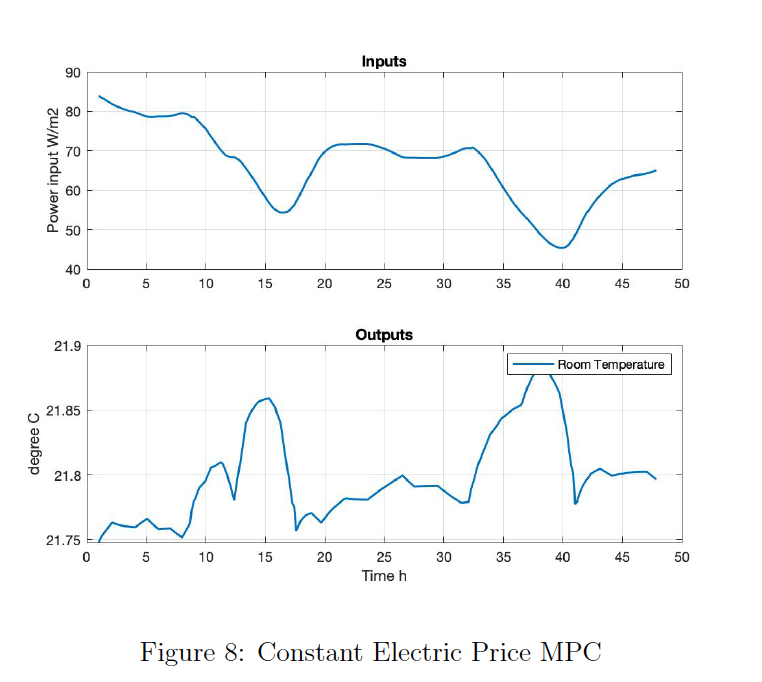 Inputs
90
80
70
60
50
40
Power input W/m2
0 5 10 15 20 25 30 35 40 45 50
Outputs
21.9
21.85
21.8
21.75
degree C
Room Temperature
0 5 10 15 20 25 30 35 40 45 50
Time h
Figure 8: Constant Electric Price MPC